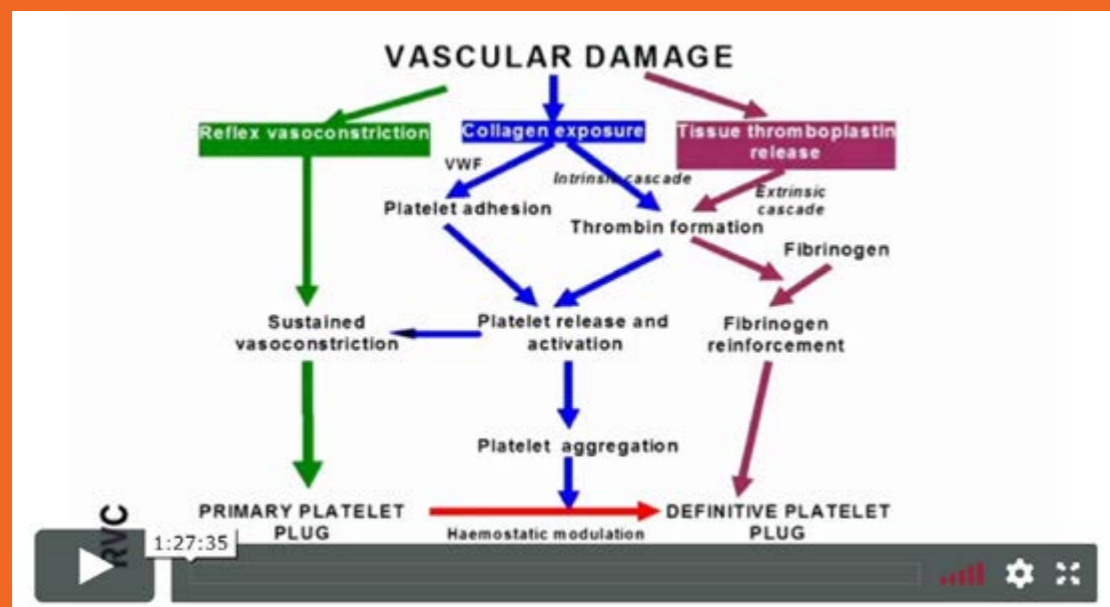 VASCULAR DAMAGE
Reflex vasoconstriction
Collagen exposure
Tissue thromboplastin
release
VWF
Intrinsic cascade
Extrinsic
cascade
Platelet adhesion
Thrombin formation
Fibrinogen
Sustained
vasoconstriction
Platelet release and
activation
Fibrinogen
reinforcement
Platelet aggregation
PRIMARY PLATELET
PLUG
Haemostatic modulation
DEFINITIVE PLATELET
PLUG
RVC
1:27:35